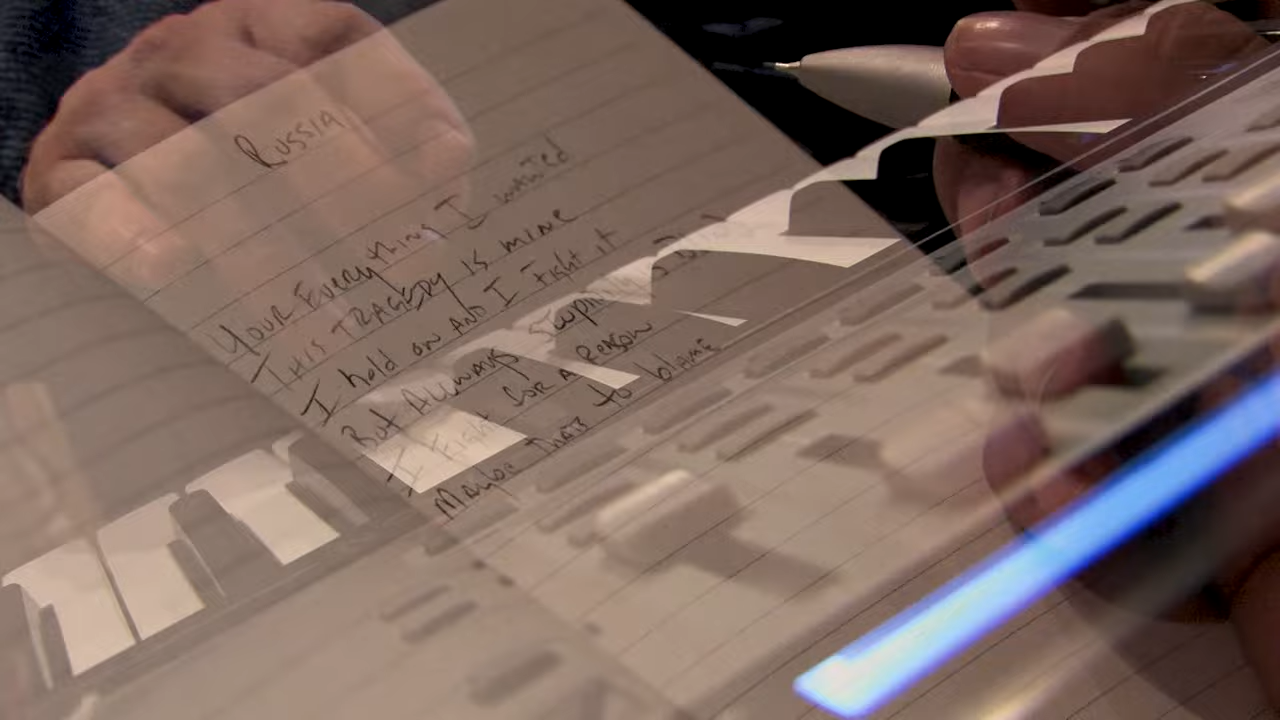 RUSSIA
YOUR EVERYthing I wanted
THIS TRAGEDY IS MINE
I hold on AND I FIGHT it
But Always
I FIGHT FOR A REASON
MAYBE THATS to blame